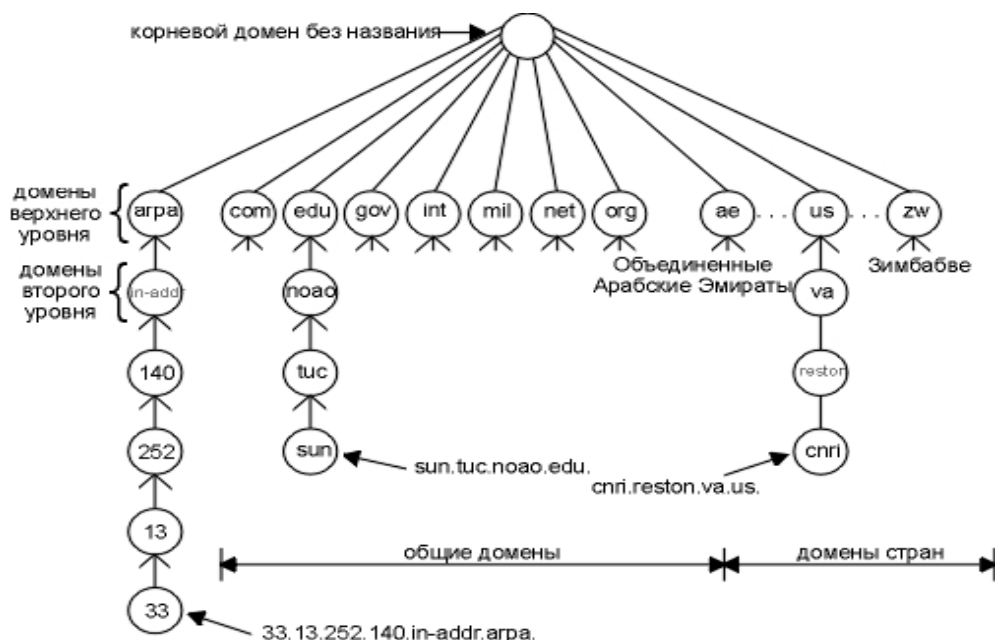 корневой домен без названия
домены
верхнего
уровня
arpa
com
edu
gov
int
mil
net
org
ae
. . .
us
. . .
zw
Объединенные
Арабские Эмираты
Зимбабве
домены
второго
уровня
in-addr
noao
va
140
tuc
reston
252
sun
cnri
sun.tuc.noao.edu.
cnri.reston.va.us.
13
общие домены
домены стран
33
33.13.252.140.in-addr.arpa.